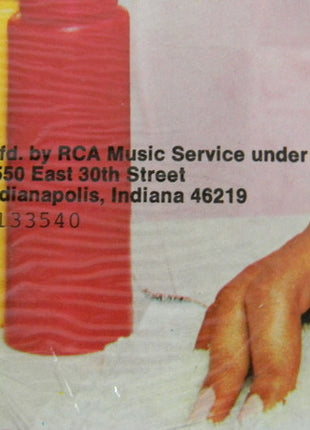 fd. by RCA Music Service under
550 East 30th Street
dianapolis, Indiana 46219
133540